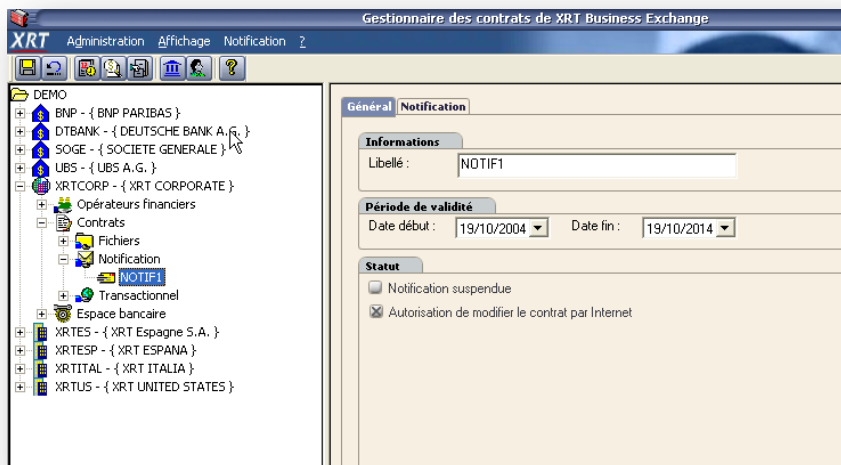 Gestionnaire des contrats de XRT Business Exchange
XRT Administration Affichage Notification ?
DEMO
BNP - { BNP PARIBAS }
DTBANK - { DEUTSCHE BANK A.G. }
SOGE - { SOCIETE GENERALE }
UBS - { UBS A.G. }
XRTCORP - { XRT CORPORATE }
Opérateurs financiers
Contrats
Fichiers
Notification
NOTIF1
Transactionnel
Espace bancaire
XRTES - { XRT Espagne S.A. }
XRTESP - { XRT ESPANA }
XRTITAL - { XRT ITALIA }
XRTUS - { XRT UNITED STATES }
Général Notification
Informations
Libellé : NOTIF1
Période de validité
Date début : 19/10/2004 Date fin : 19/10/2014
Statut
Notification suspendue
Autorisation de modifier le contrat par Internet